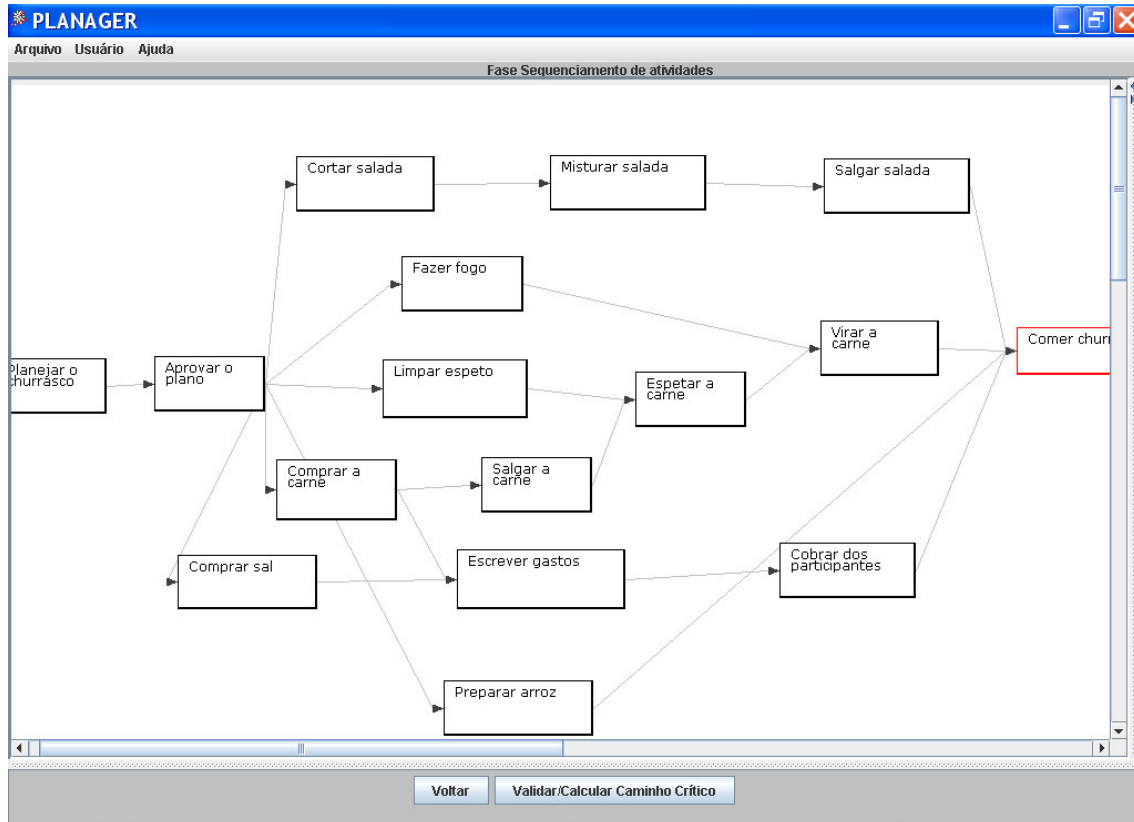 PLANAGER
Arquivo Usuário Ajuda
Fase Sequenciamento de atividades
Cortar salada
Misturar salada
Salgar salada
Fazer fogo
Virar a
carne
Comer churr
Planejar o
churrasco
Aprovar o
plano
Limpar espeto
Espetar a
carne
Comprar a
carne
Salgar a
carne
Comprar sal
Escrever gastos
Cobrar dos
participantes
Preparar arroz
Voltar
Validar/Calcular Caminho Crítico